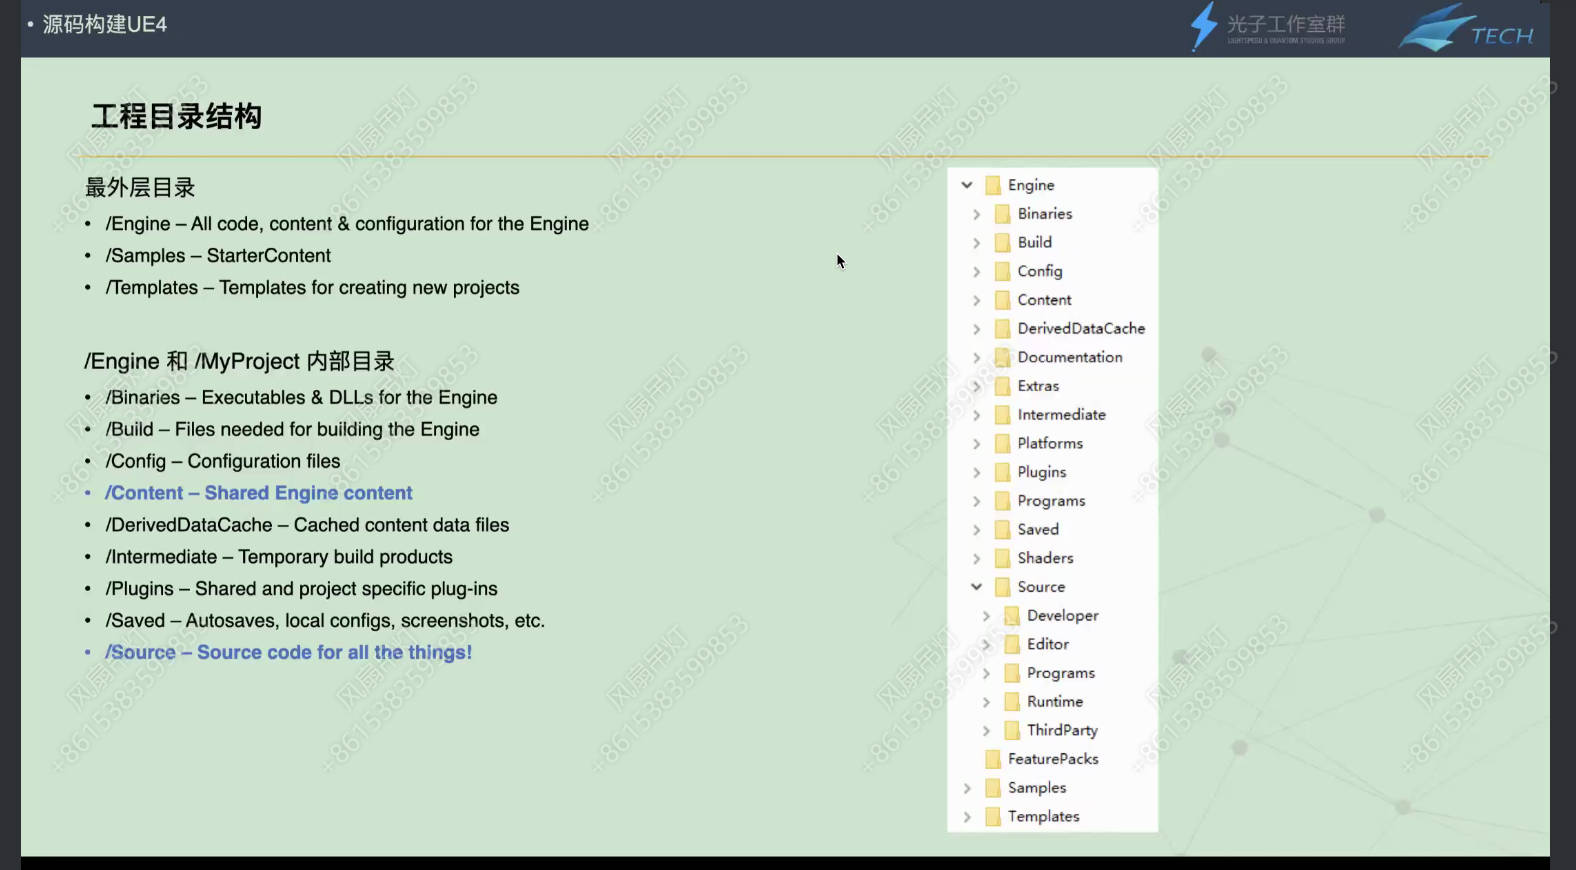 • 源码构建UE4
光子工作室群
LIGHTSPEED & QUANTUM STUDIOS GROUP
TECH
工程目录结构
最外层目录
• /Engine – All code, content & configuration for the Engine
• /Samples – StarterContent
• /Templates – Templates for creating new projects
/Engine 和 /MyProject 内部目录
• /Binaries – Executables & DLLs for the Engine
• /Build – Files needed for building the Engine
• /Config – Configuration files
• /Content – Shared Engine content
• /DerivedDataCache – Cached content data files
• /Intermediate – Temporary build products
• /Plugins – Shared and project specific plug-ins
• /Saved – Autosaves, local configs, screenshots, etc.
• /Source – Source code for all the things!
Engine
Binaries
Build
Config
Content
DerivedDataCache
Documentation
Extras
Intermediate
Platforms
Plugins
Programs
Saved
Shaders
Source
Developer
Editor
Programs
Runtime
ThirdParty
FeaturePacks
Samples
Templates
风扇吊灯
+8615383599853